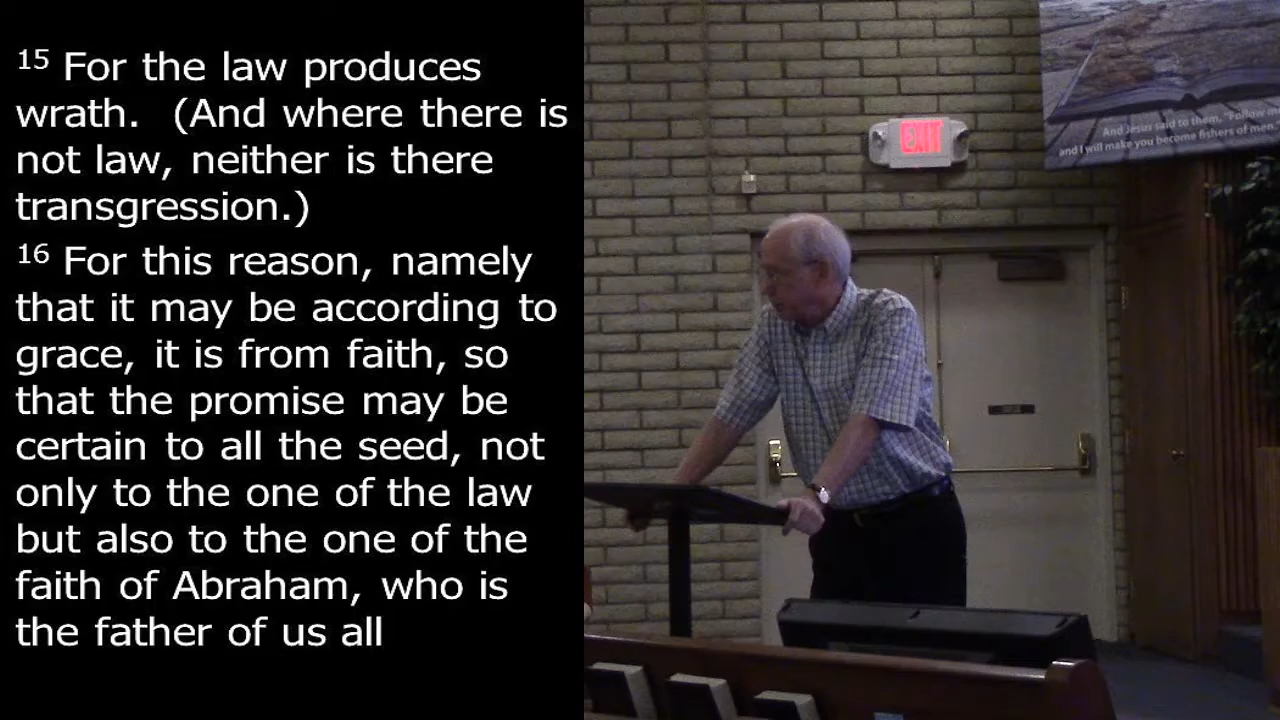 15 For the law produces
wrath. (And where there is
not law, neither is there
transgression.)
16 For this reason, namely
that it may be according to
grace, it is from faith, so
that the promise may be
certain to all the seed, not
only to the one of the law
but also to the one of the
faith of Abraham, who is
the father of us all
EXIT
And Jesus said to them, "Follow m
and I will make you become fishers of men."